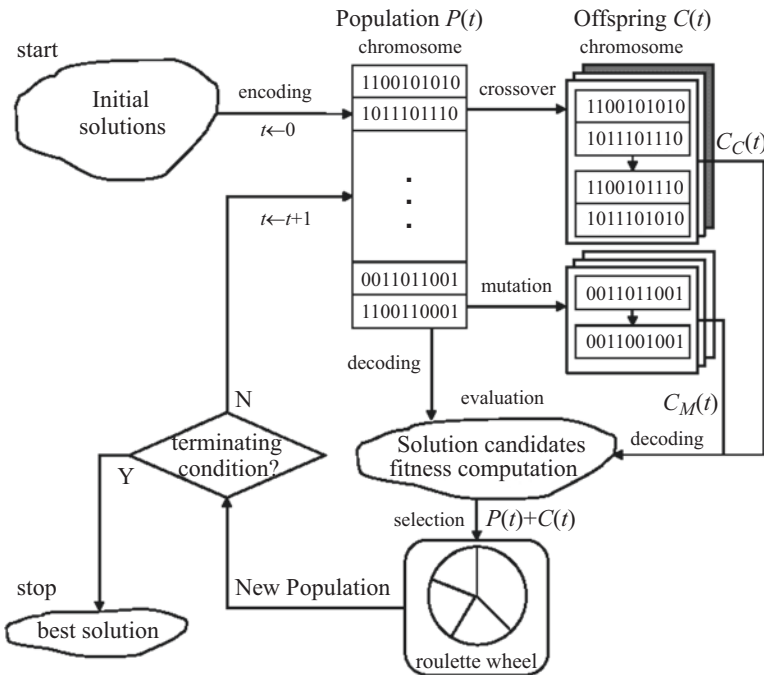 Population P(t)
Offspring C(t)
start
chromosome
chromosome
Initial
solutions
encoding
t←0
1100101010
1011101110
crossover
1100101010
1011101110
1100101110
1011101010
C_C(t)
t←t+1
0011011001
1100110001
mutation
0011011001
0011001001
C_M(t)
decoding
evaluation
N
terminating
condition?
Y
Solution candidates
fitness computation
decoding
selection
P(t)+C(t)
New Population
roulette wheel
stop
best solution